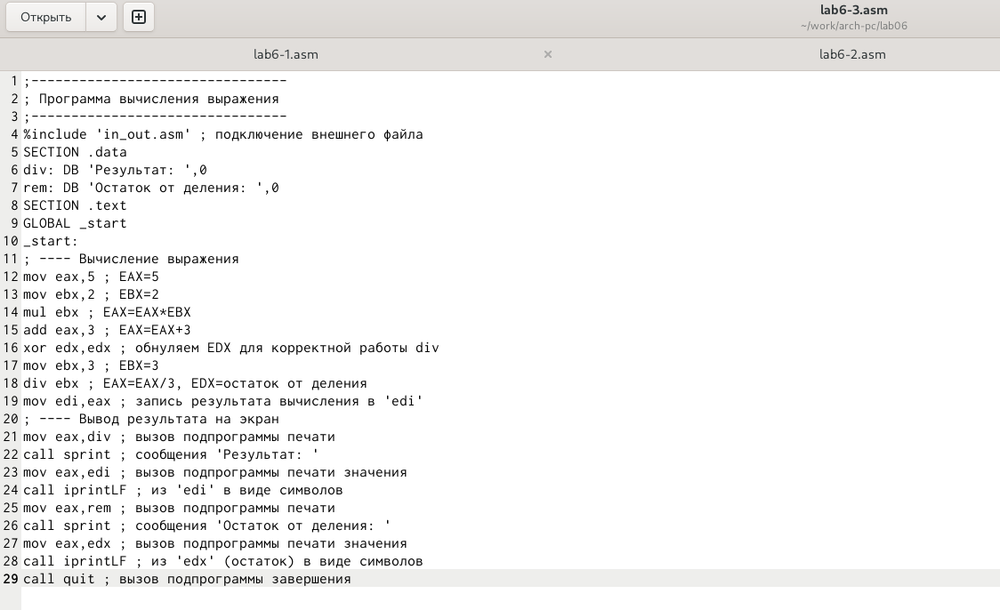 Открыть
lab6-3.asm
~/work/arch-pc/lab06
lab6-1.asm
×
lab6-2.asm
1 ;--------------------------------
2 ; Программа вычисления выражения
3 ;--------------------------------
4 %include 'in_out.asm' ; подключение внешнего файла
5 SECTION .data
6 div: DB 'Результат: ',0
7 rem: DB 'Остаток от деления: ',0
8 SECTION .text
9 GLOBAL _start
10 _start:
11 ; ---- Вычисление выражения
12 mov eax,5 ; EAX=5
13 mov ebx,2 ; EBX=2
14 mul ebx ; EAX=EAX*EBX
15 add eax,3 ; EAX=EAX+3
16 xor edx,edx ; обнуляем EDX для корректной работы div
17 mov ebx,3 ; EBX=3
18 div ebx ; EAX=EAX/3, EDX=остаток от деления
19 mov edi,eax ; запись результата вычисления в 'edi'
20 ; ---- Вывод результата на экран
21 mov eax,div ; вызов подпрограммы печати
22 call sprint ; сообщения 'Результат: '
23 mov eax,edi ; вызов подпрограммы печати значения
24 call iprintLF ; из 'edi' в виде символов
25 mov eax,rem ; вызов подпрограммы печати
26 call sprint ; сообщения 'Остаток от деления: '
27 mov eax,edx ; вызов подпрограммы печати значения
28 call iprintLF ; из 'edx' (остаток) в виде символов
29 call quit ; вызов подпрограммы завершения